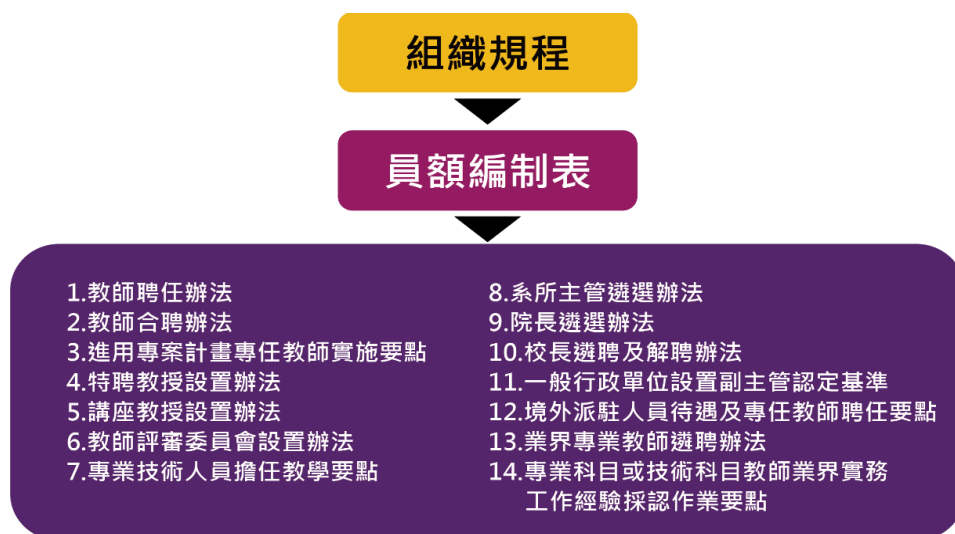 組織規程
員額編制表
1.教師聘任辦法
2.教師合聘辦法
3.進用專案計畫專任教師實施要點
4.特聘教授設置辦法
5.講座教授設置辦法
6.教師評審委員會設置辦法
7.專業技術人員擔任教學要點
8.系所主管遴選辦法
9.院長遴選辦法
10.校長遴聘及解聘辦法
11.一般行政單位設置副主管認定基準
12.境外派駐人員待遇及專任教師聘任要點
13.業界專業教師遴聘辦法
14.專業科目或技術科目教師業界實務
工作經驗採認作業要點